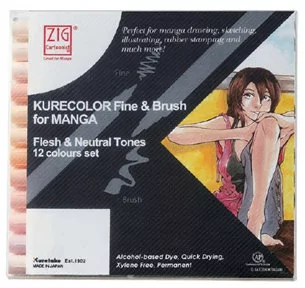 ZIG
Cartoonist
Perfect for manga drawing, sketching,
illustrating, rubber stamping and
much more!
Fine
KURECOLOR Fine & Brush
for MANGA
Flesh & Neutral Tones
12 colours set
Brush
Kuretake Est.1902
MADE IN JAPAN
Alcohol-based Dye, Quick Drying,
Xylene Free, Permanent
AP